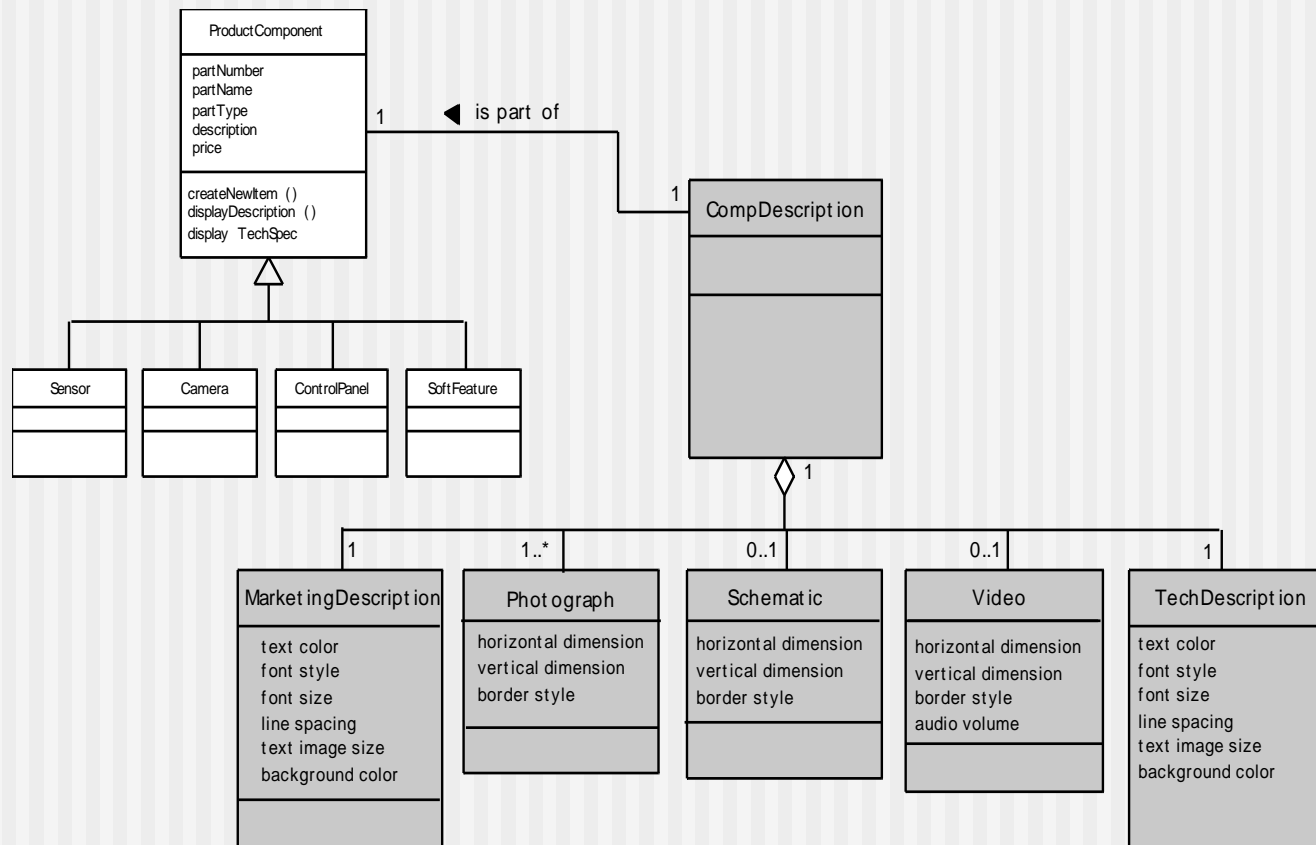 ProductComponent
partNumber
partName
partType
description
price
createNewItem ()
displayDescription ()
display TechSpec
1
◀ is part of
1
CompDescription
Sensor
Camera
ControlPanel
SoftFeature
1
1
1..*
0..1
0..1
1
MarketingDescription
text color
font style
font size
line spacing
text image size
background color
Photograph
horizontal dimension
vertical dimension
border style
Schematic
horizontal dimension
vertical dimension
border style
Video
horizontal dimension
vertical dimension
border style
audio volume
TechDescription
text color
font style
font size
line spacing
text image size
background color